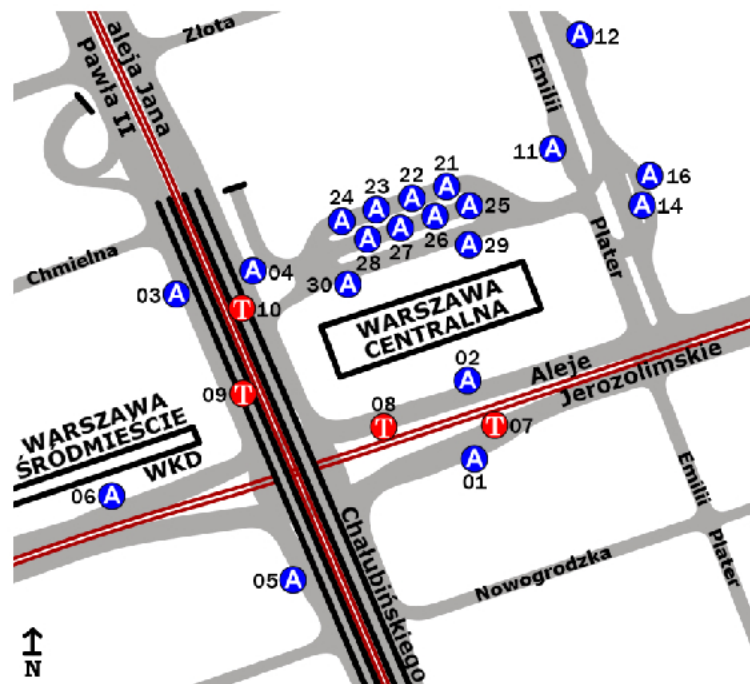 Złota
aleja Jana
Pawła II
Emilii
A 12
11 A
A 16
A 14
21
22
23
24
A A A A
A 25
A A A
26
27
28
A 29
30 A
Plater
Chmielna
A 04
03 A
T 10
WARSZAWA
CENTRALNA
02
A
Aleje
Jerozolimskie
09 T
08
T
T 07
A
01
WARSZAWA
ŚRODMIEŚCIE
WKD
06 A
Emilii
Plater
Chałubińskiego
05 A
Nowogrodzka
N